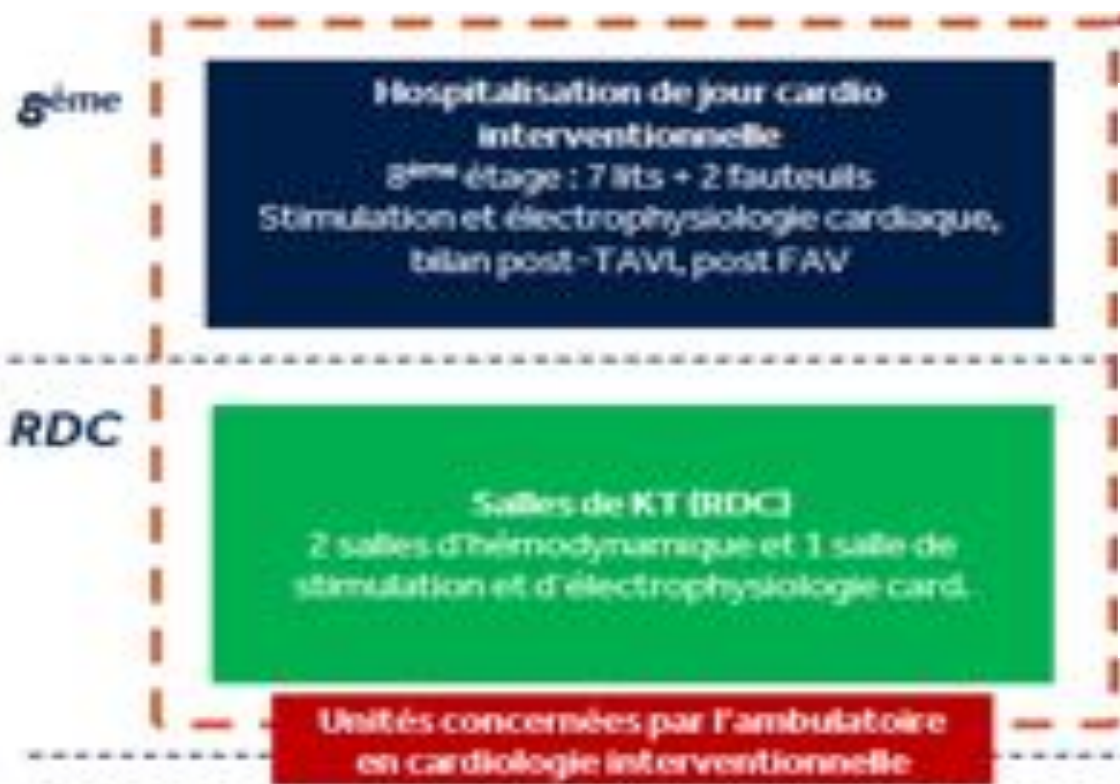 8ème
Hospitalisation de jour cardio
interventionnelle
8ème étage : 7 lits + 2 fauteuils
Stimulation et électrophysiologie cardiaque,
bilan post-TAVI, post FAV
RDC
Salles de KT (RDC)
2 salles d'hémodynamique et 1 salle de
stimulation et d'électrophysiologie card.
Unités concernées par l'ambulatoire
en cardiologie interventionnelle